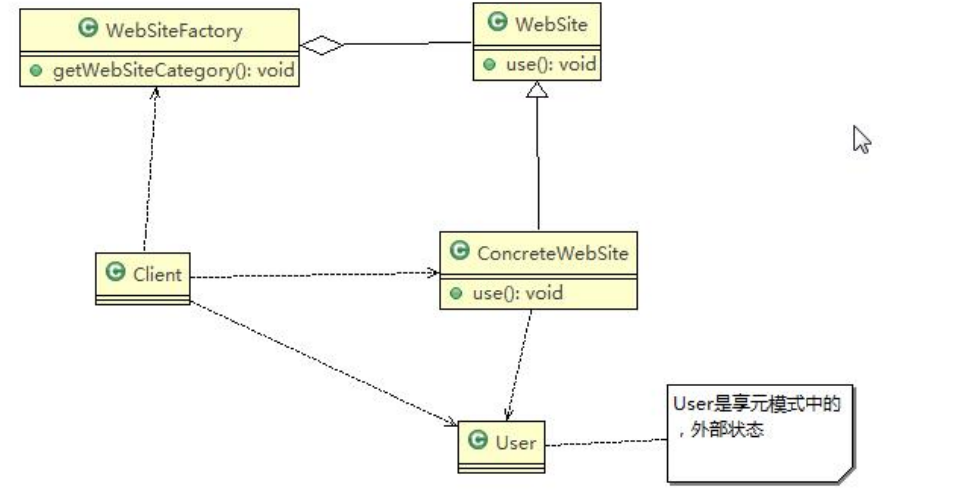 WebSiteFactory
getWebSiteCategory(): void
WebSite
use(): void
Client
ConcreteWebSite
use(): void
User
User是享元模式中的
，外部状态